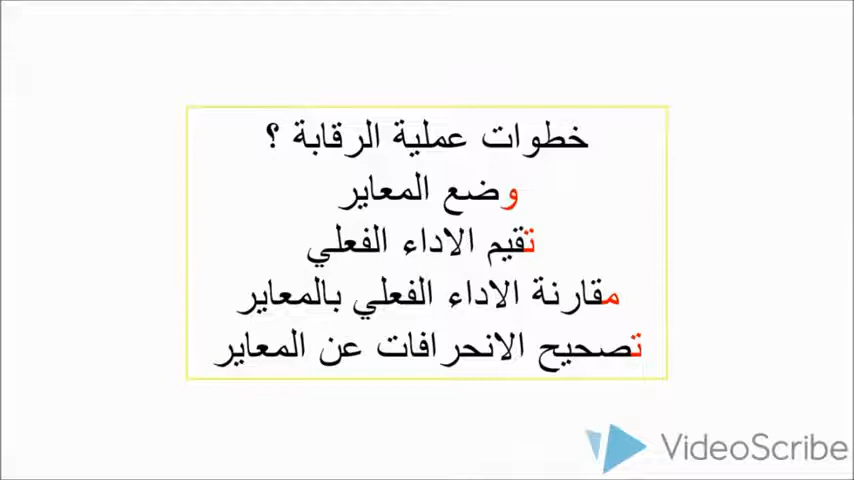 خطوات عملية الرقابة ؟
وضع المعاير
تقيم الاداء الفعلي
مقارنة الاداء الفعلي بالمعاير
تصحيح الانحرافات عن المعاير
VideoScribe